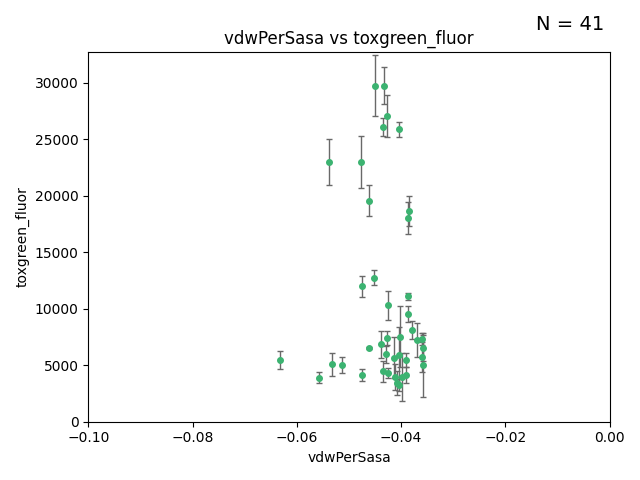 N = 41
vdwPerSasa vs toxgreen_fluor
toxgreen_fluor
30000
25000
20000
15000
10000
5000
0
−0.10 −0.08 −0.06 −0.04 −0.02 0.00
vdwPerSasa